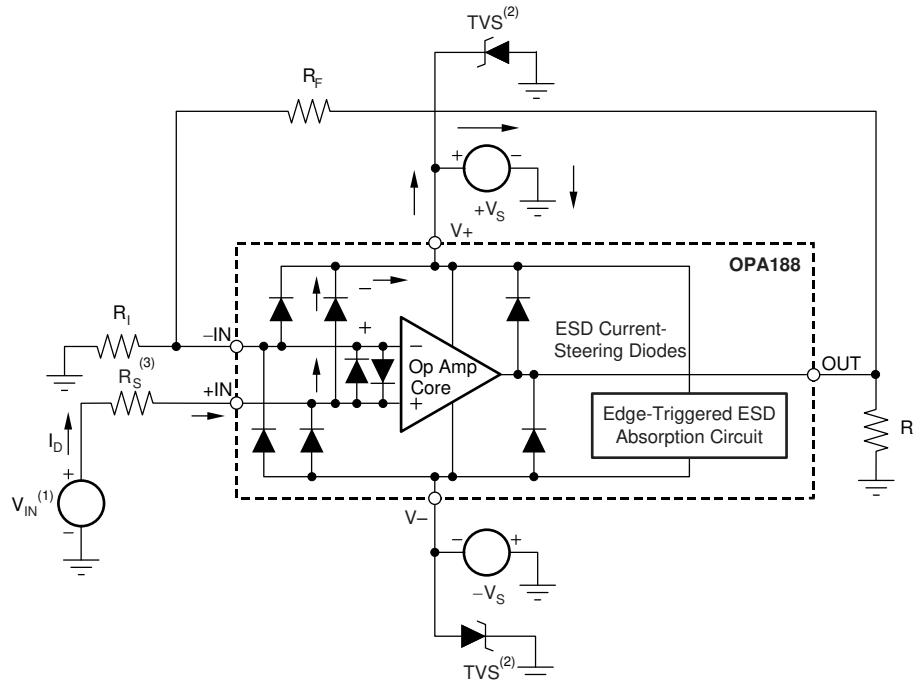 TVS(2)
RF
+ −
+VS
V+
OPA188
− 
+
RI
−IN
(3)
RS
+IN
−
+
Op Amp
Core
ESD Current-
Steering Diodes
OUT
Edge-Triggered ESD
Absorption Circuit
R
ID
+
VIN(1)
−
V−
− +
−VS
TVS(2)